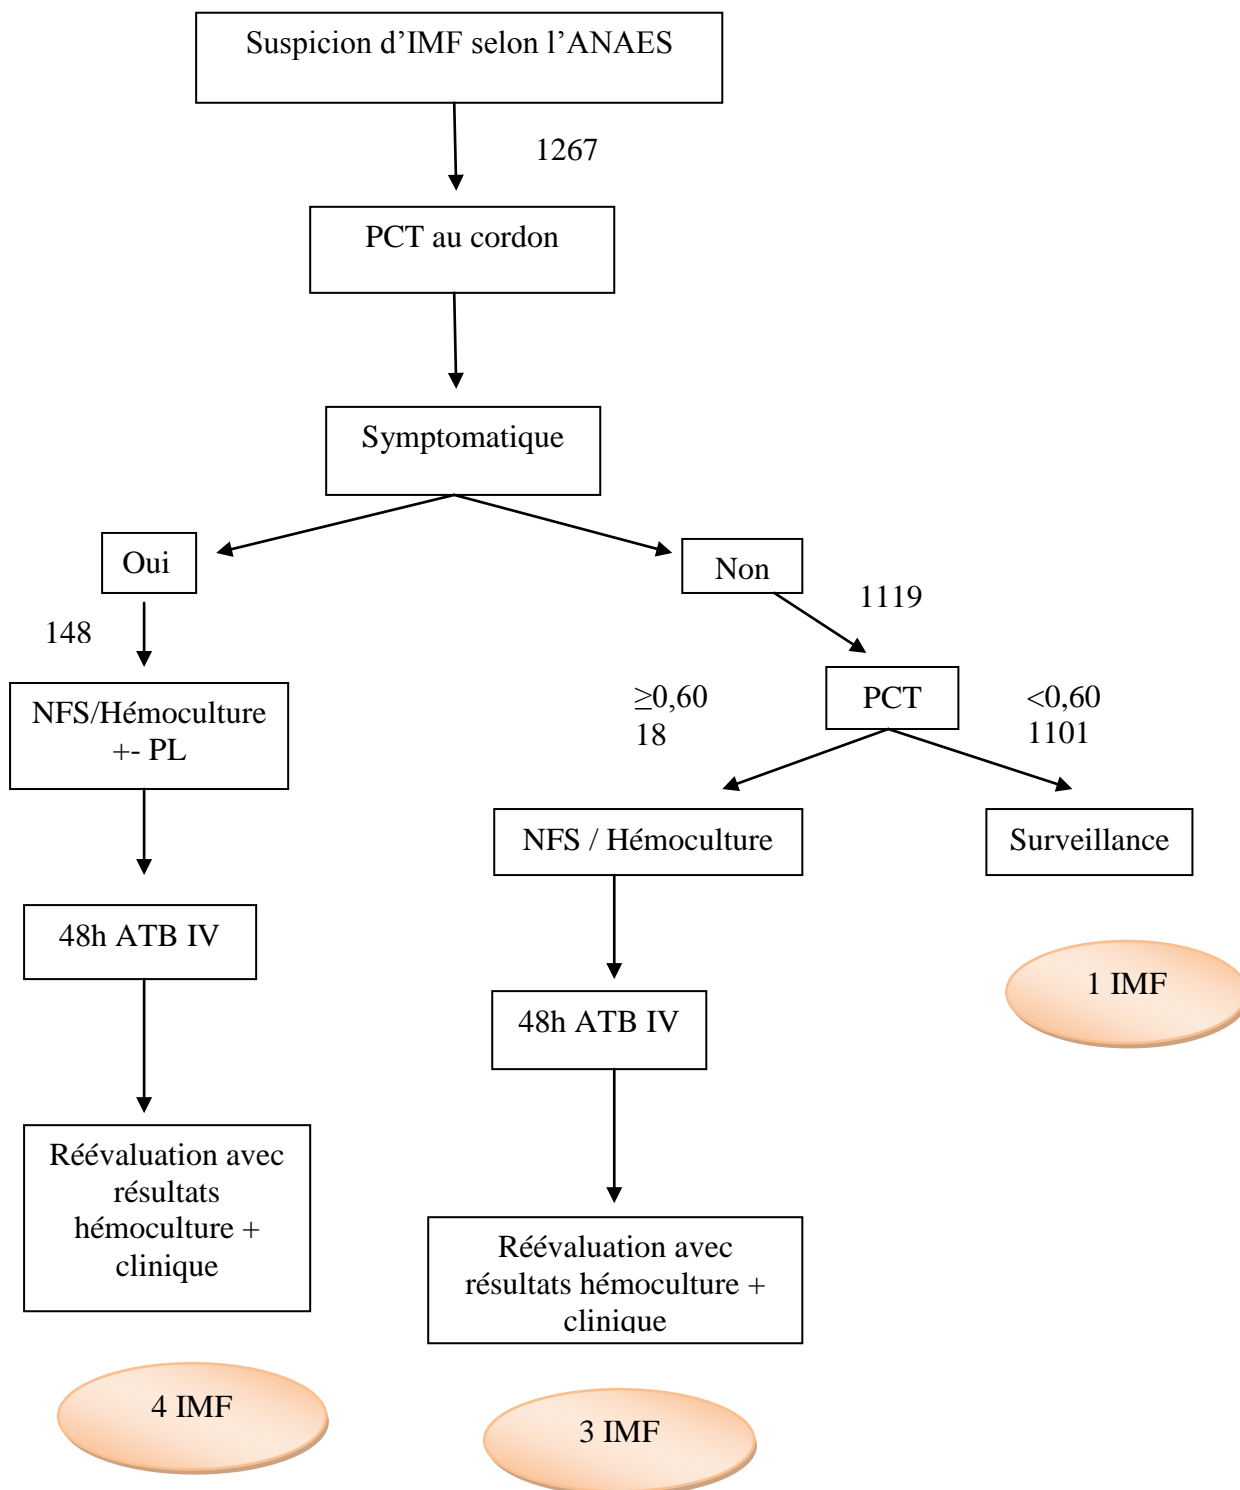 Suspicion d’IMF selon l’ANAES
1267
PCT au cordon
Symptomatique
Oui
Non
148
1119
NFS/Hémoculture
+- PL
PCT
≥0,60
18
<0,60
1101
NFS / Hémoculture
Surveillance
48h ATB IV
48h ATB IV
1 IMF
Réévaluation avec
résultats
hémoculture +
clinique
Réévaluation avec
résultats hémoculture +
clinique
4 IMF
3 IMF